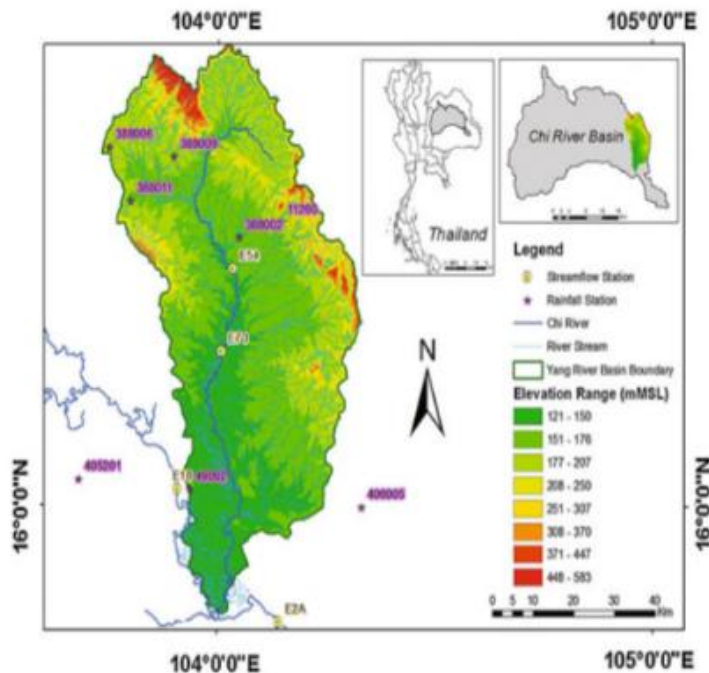 104°0'0"E
105°0'0"E
388009
Chi River Basin
Thailand
E54
Legend
Streamflow Station
Rainfall Station
Chi River
River Stream
Yang River Basin Boundary
N
Elevation Range (mMSL)
121 - 150
151 - 176
177 - 207
208 - 250
251 - 307
308 - 370
371 - 447
448 - 583
405201
406005
16°0'0"N
16°0'0"N
0 5 10 20 30 40
Km
E2A
104°0'0"E
105°0'0"E